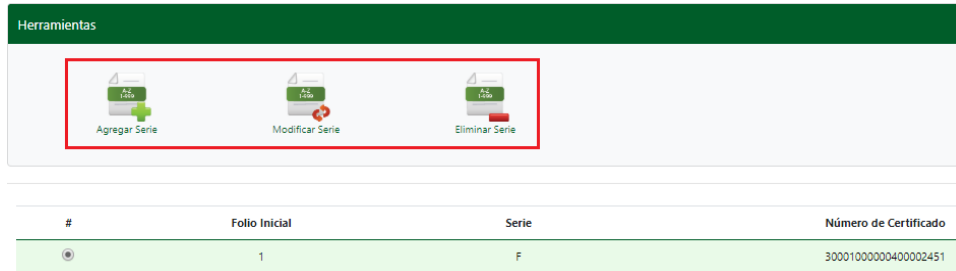 Herramientas
A-Z
1-999
A-Z
1-999
A-Z
1-999
Agregar Serie Modificar Serie Eliminar Serie
# Folio Inicial Serie Número de Certificado
1 F 30001000000400002451